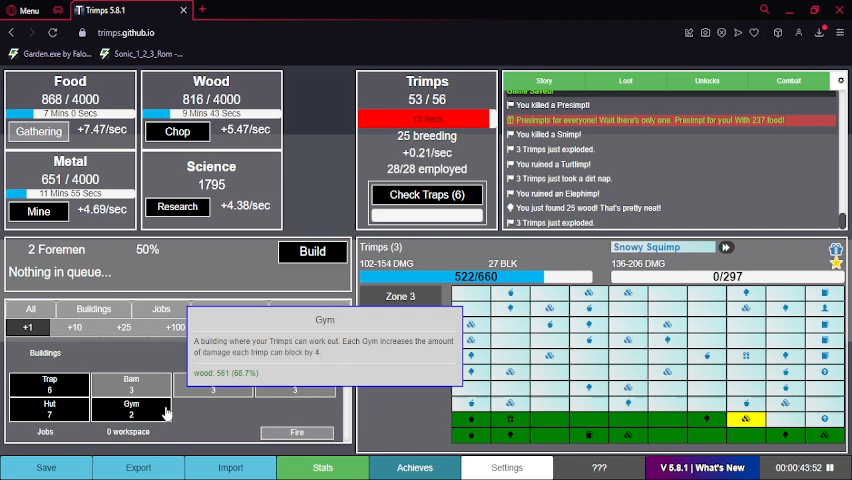 Menu
Trimps 5.8.1
trimps.github.io
Garden.exe by Falo...
Sonic_1_2_3_Rom -...
Food
868 / 4000
7 Mins 0 Secs
Gathering
+7.47/sec
Wood
816 / 4000
9 Mins 43 Secs
Chop
+5.47/sec
Metal
651 / 4000
11 Mins 55 Secs
Mine
+4.69/sec
Science
1795
Research
+4.38/sec
Trimps
53 / 56
13 Secs
25 breeding
+0.21/sec
28/28 employed
Check Traps (6)
Story
Loot
Unlocks
Combat
Game Saved!
You killed a Presimpt!
Presimpts for everyone! Wait there's only one. Presimpt for you! With 237 food!
You killed a Snimp!
3 Trimps just exploded.
You ruined a Turtlimp!
3 Trimps just took a dirt nap.
You ruined an Elephimp!
You just found 25 wood! That's pretty neat!
3 Trimps just exploded.
2 Foremen
50%
Build
Nothing in queue...
All
Buildings
Jobs
+1
+10
+25
+100
Gym
A building where your Trimps can work out. Each Gym increases the amount
of damage each trimp can block by 4.
wood: 561 (68.7%)
Buildings
Trap
6
Barn
3
3
3
Hut
7
Gym
2
Jobs
0 workspace
Fire
Trimps (3)
102-154 DMG
27 BLK
522/660
Snowy Squimp
136-206 DMG
0/297
Zone 3
Save
Export
Import
Stats
Achieves
Settings
???
V 5.8.1 | What's New
00:00:43:52